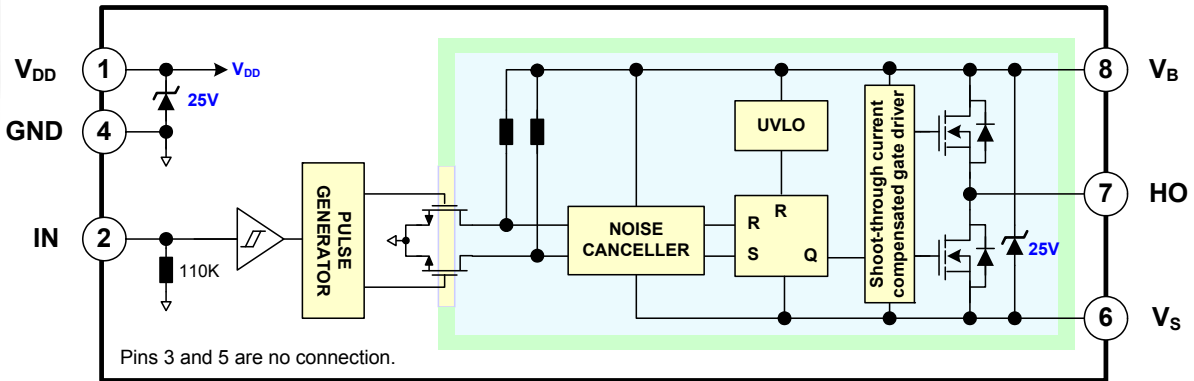 VDD 1 VDD
25V
GND 4
IN 2
110K
PULSE
GENERATOR
NOISE
CANCELLER
UVLO
R
R
S Q
Shoot-through current
compensated gate driver
25V
8 VB
7 HO
6 VS
Pins 3 and 5 are no connection.